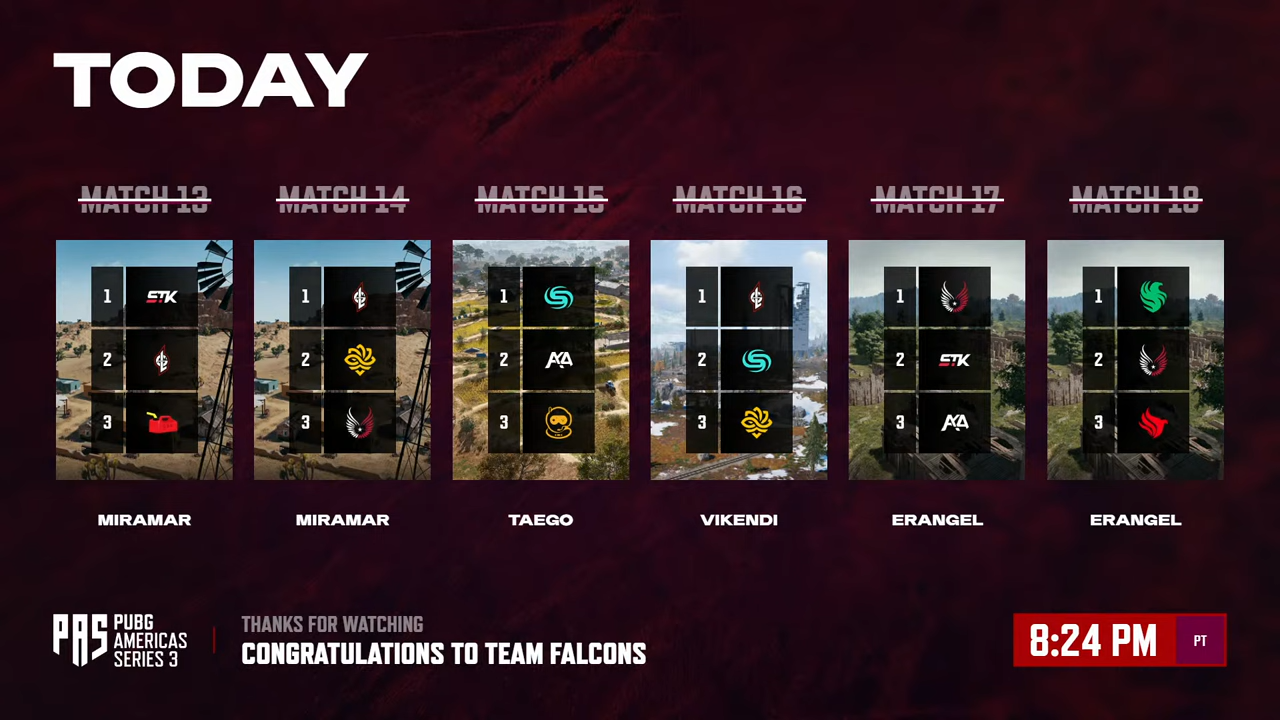 TODAY
MATCH 13
MATCH 14
MATCH 15
MATCH 16
MATCH 17
MATCH 18
1 STK
2
3
1
2
3
1
2
3
1
2
3
1
2 STK
3
1
2
3
MIRAMAR
MIRAMAR
TAEGO
VIKENDI
ERANGEL
ERANGEL
PAS PUBG
AMERICAS
SERIES 3
THANKS FOR WATCHING
CONGRATULATIONS TO TEAM FALCONS
8:24 PM PT